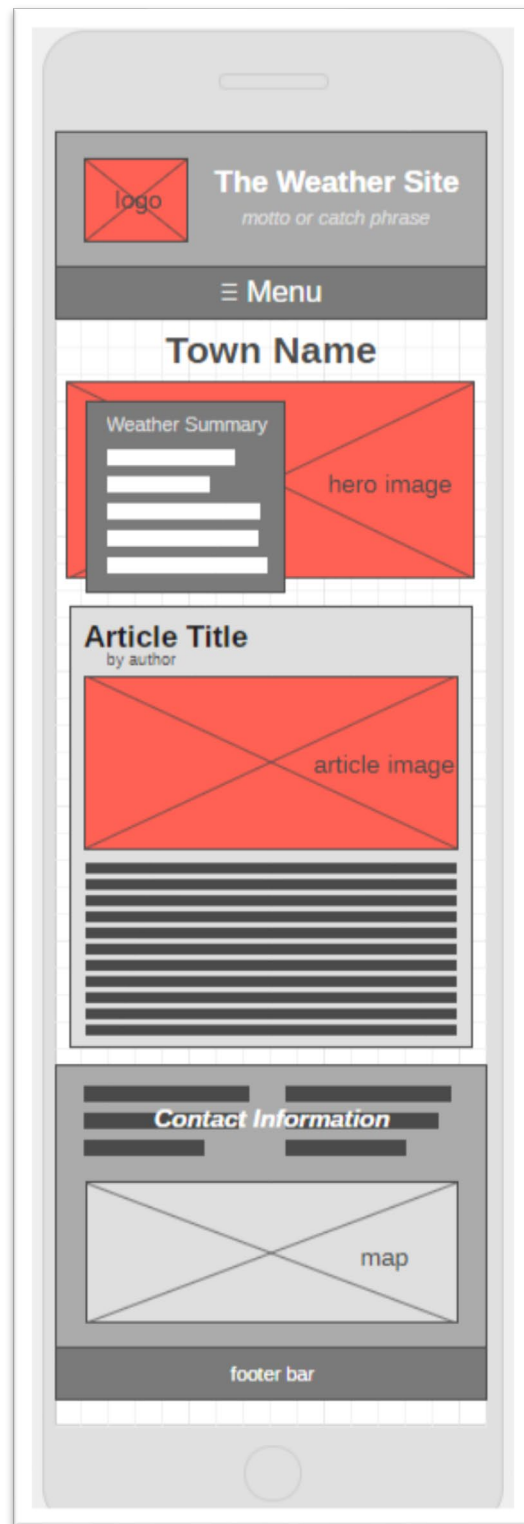 logo
The Weather Site
motto or catch phrase
☰ Menu
Town Name
Weather Summary
hero image
Article Title
by author
article image
Contact Information
map
footer bar